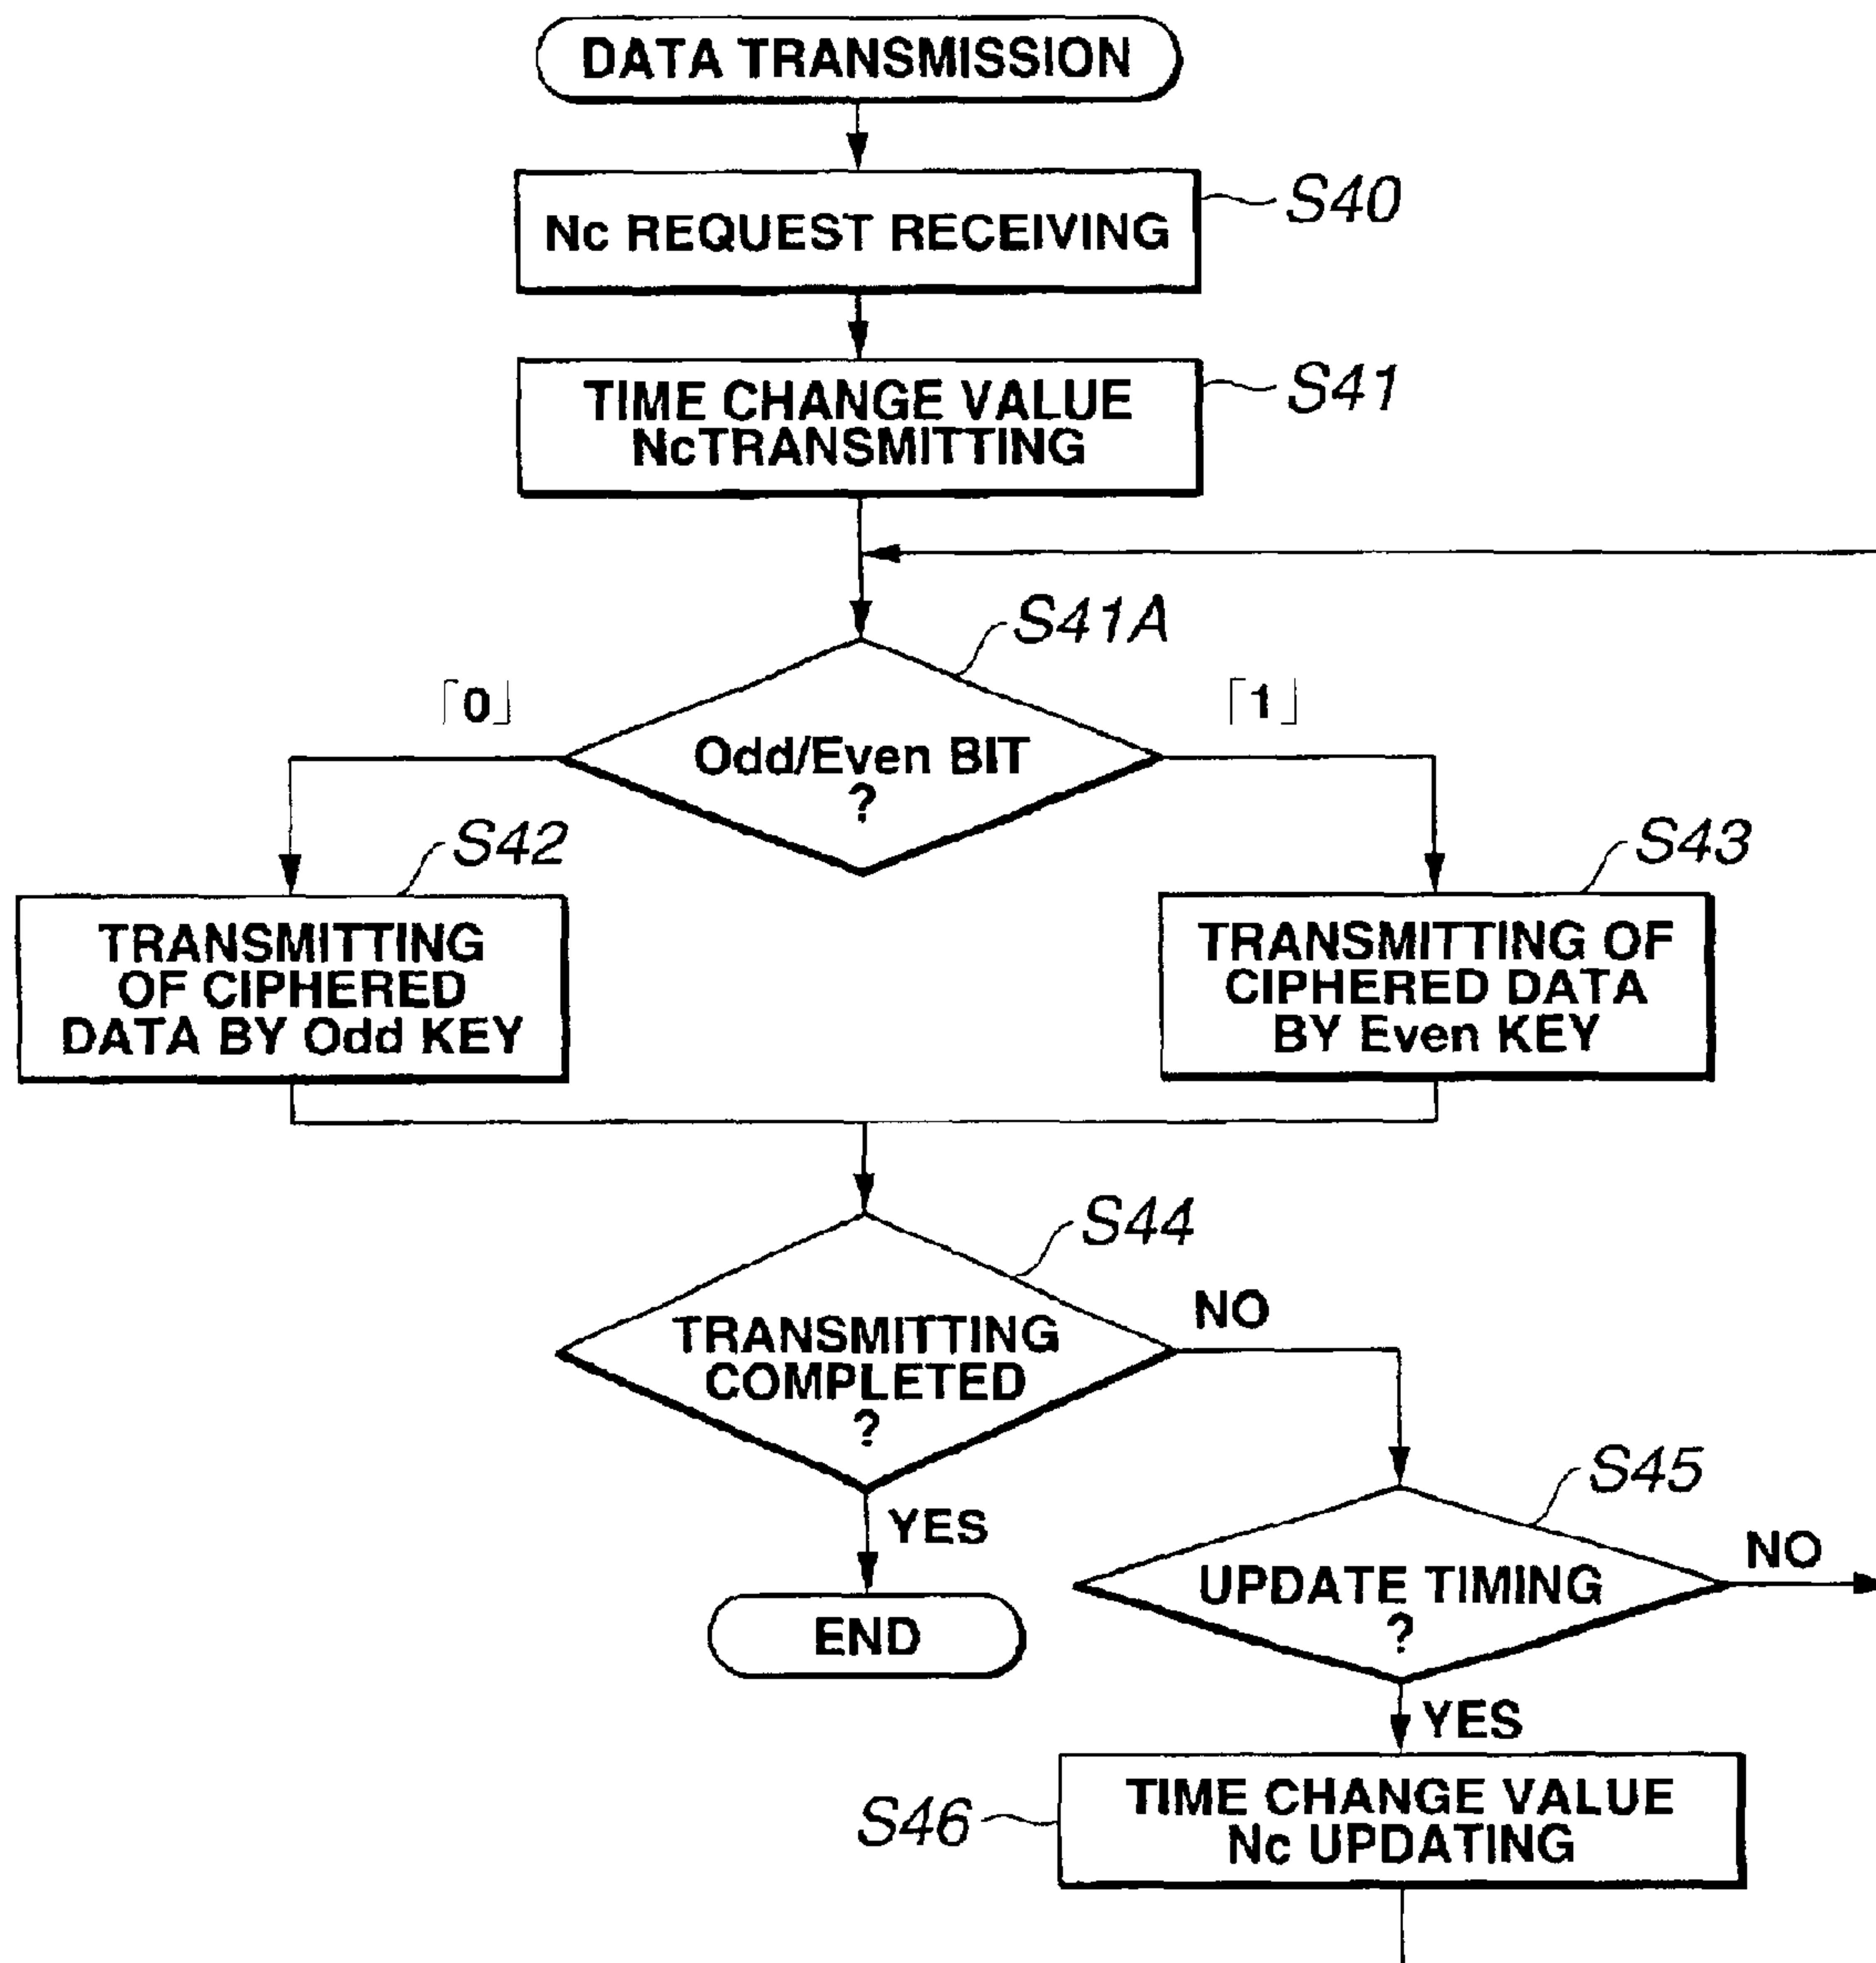 DATA TRANSMISSION
Nc REQUEST RECEIVING
S40
TIME CHANGE VALUE
NcTRANSMITTING
S41
S41A
「0」
「1」
Odd/Even BIT
?
S42
S43
TRANSMITTING
OF CIPHERED
DATA BY Odd KEY
TRANSMITTING OF
CIPHERED DATA
BY Even KEY
S44
NO
TRANSMITTING
COMPLETED
?
YES
END
S45
NO
UPDATE TIMING
?
YES
S46
TIME CHANGE VALUE
Nc UPDATING